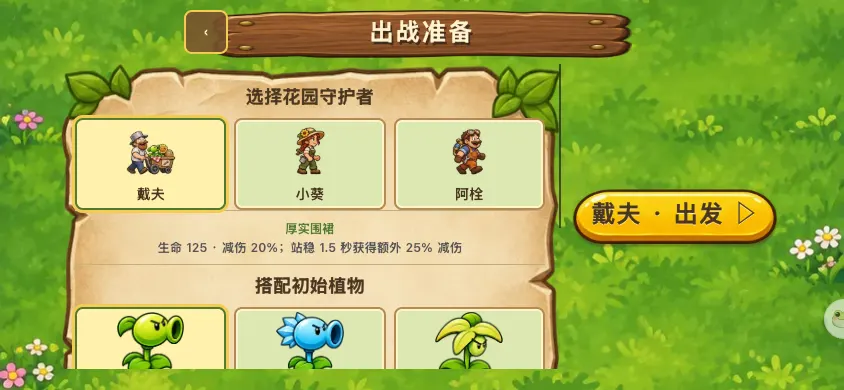 ‹
出战准备
选择花园守护者
戴夫
小葵
阿栓
厚实围裙
生命 125 · 减伤 20%；站稳 1.5 秒获得额外 25% 减伤
搭配初始植物
戴夫 · 出发 ▷